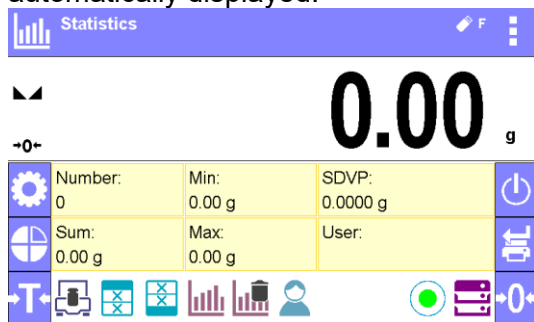 automatically displayed.
Statistics
F
→0←
0.00 g
Number:
0
Min:
0.00 g
SDVP:
0.0000 g
Sum:
0.00 g
Max:
0.00 g
User:
→T←
→0←